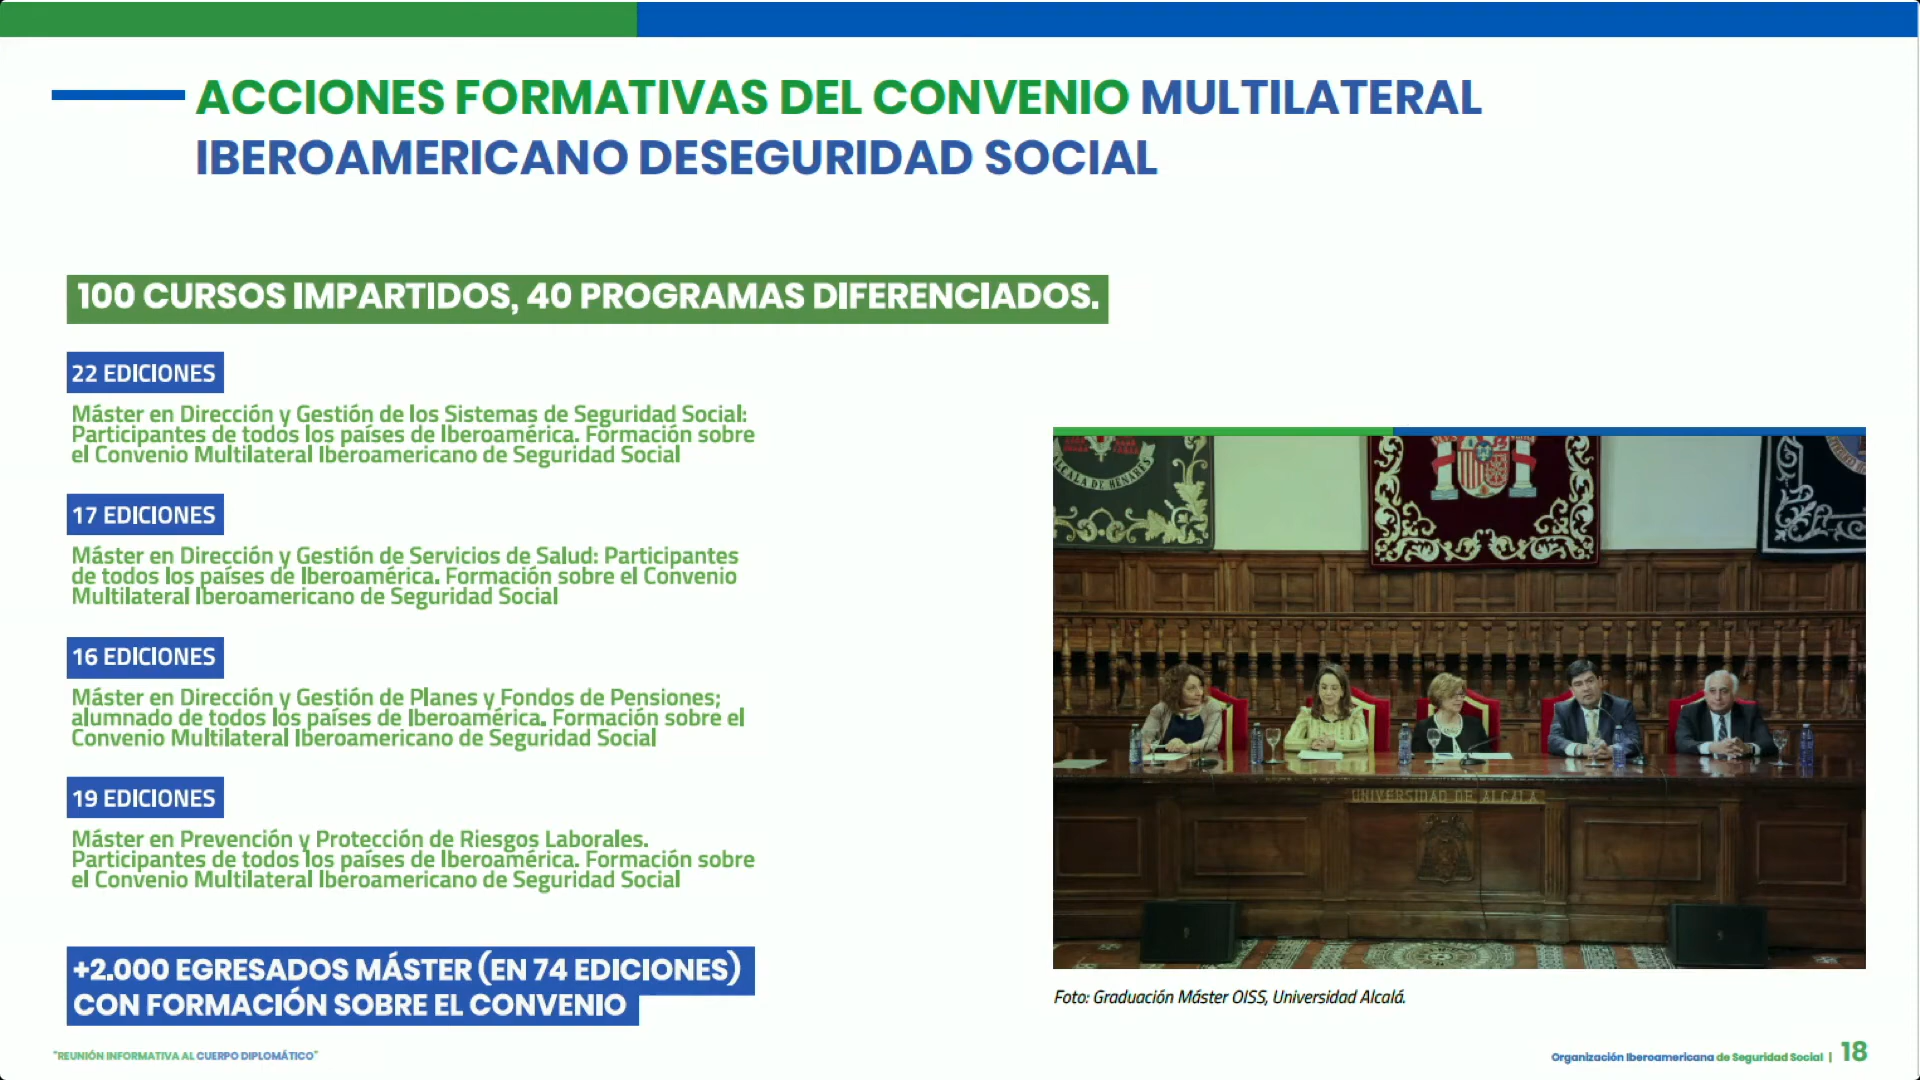 ACCIONES FORMATIVAS DEL CONVENIO MULTILATERAL
IBEROAMERICANO DESEGURIDAD SOCIAL
100 CURSOS IMPARTIDOS, 40 PROGRAMAS DIFERENCIADOS.
22 EDICIONES
Máster en Dirección y Gestión de los Sistemas de Seguridad Social:
Participantes de todos los países de Iberoamérica. Formación sobre
el Convenio Multilateral Iberoamericano de Seguridad Social
17 EDICIONES
Máster en Dirección y Gestión de Servicios de Salud: Participantes
de todos los países de Iberoamérica. Formación sobre el Convenio
Multilateral Iberoamericano de Seguridad Social
16 EDICIONES
Máster en Dirección y Gestión de Planes y Fondos de Pensiones;
alumnado de todos los países de Iberoamérica. Formación sobre el
Convenio Multilateral Iberoamericano de Seguridad Social
19 EDICIONES
Máster en Prevención y Protección de Riesgos Laborales.
Participantes de todos los países de Iberoamérica. Formación sobre
el Convenio Multilateral Iberoamericano de Seguridad Social
+2.000 EGRESADOS MÁSTER (EN 74 EDICIONES)
CON FORMACIÓN SOBRE EL CONVENIO
ALCALA DE HENARES
UNIVERSIDAD DE ALCALA
Foto: Graduación Máster OISS, Universidad Alcalá.
"REUNIÓN INFORMATIVA AL CUERPO DIPLOMÁTICO"
Organización Iberoamericana de Seguridad Social | 18